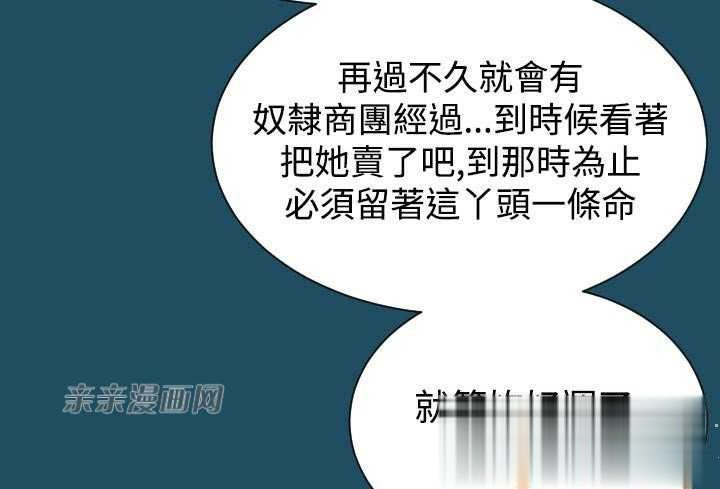 再過不久就會有
奴隸商團經過...到時候看著
把她賣了吧,到那時為止
必須留著這丫頭一條命
亲亲漫画网
就算她